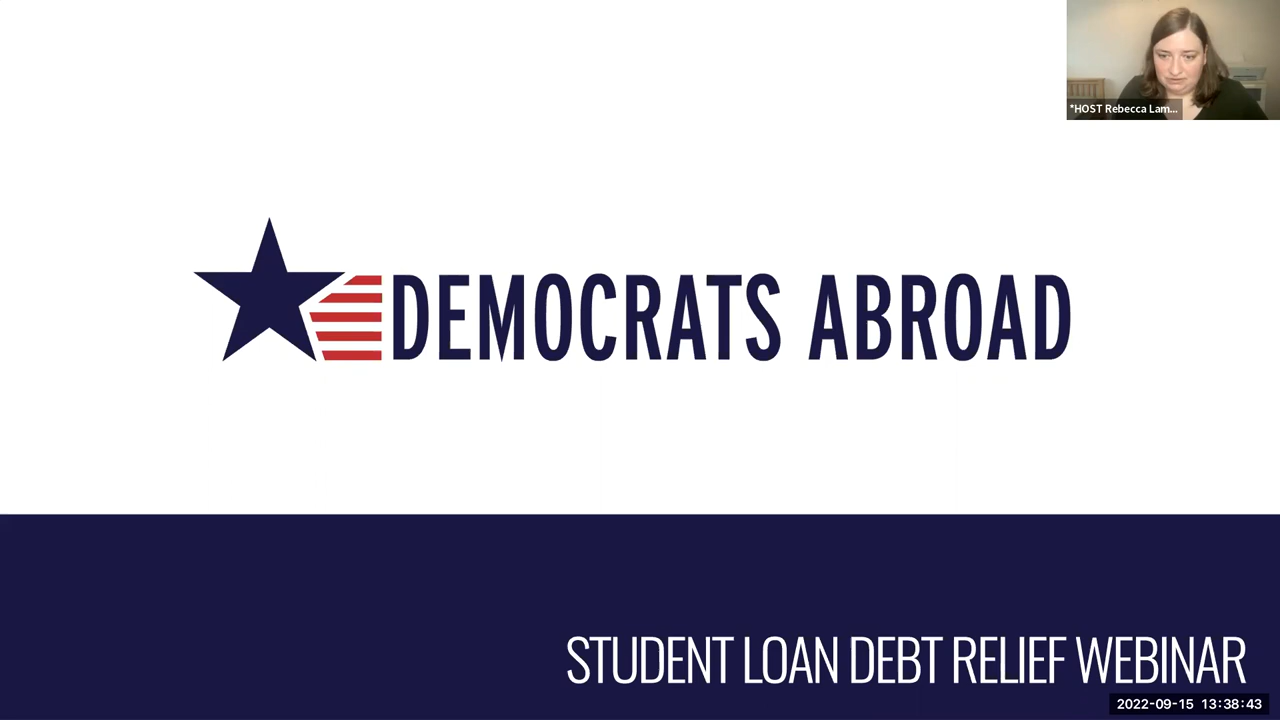 *HOST Rebecca Lam...
DEMOCRATS ABROAD
STUDENT LOAN DEBT RELIEF WEBINAR
2022-09-15 13:38:43